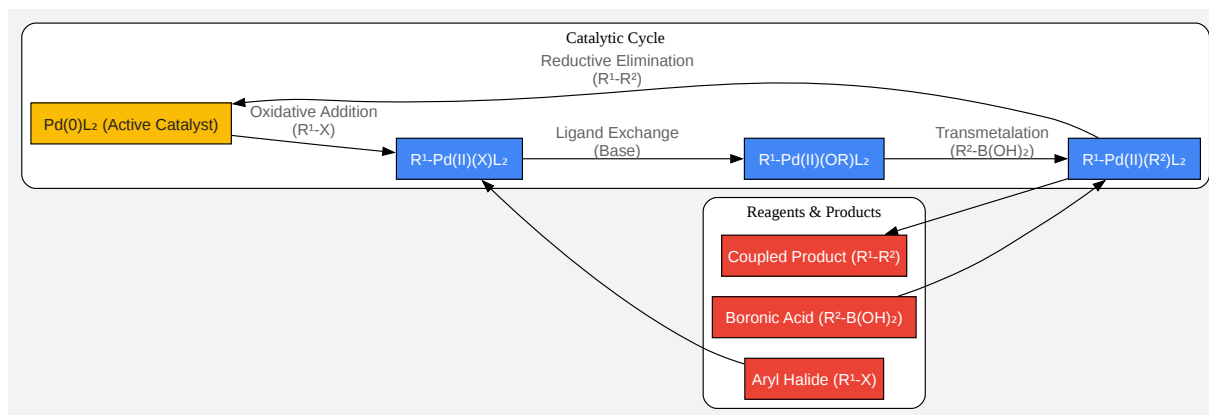 Catalytic Cycle
Reductive Elimination
(R¹-R²)
Pd(0)L₂ (Active Catalyst)
Oxidative Addition
(R¹-X)
R¹-Pd(II)(X)L₂
Ligand Exchange
(Base)
R¹-Pd(II)(OR)L₂
Transmetalation
(R²-B(OH)₂)
R¹-Pd(II)(R²)L₂
Reagents & Products
Coupled Product (R¹-R²)
Boronic Acid (R²-B(OH)₂)
Aryl Halide (R¹-X)